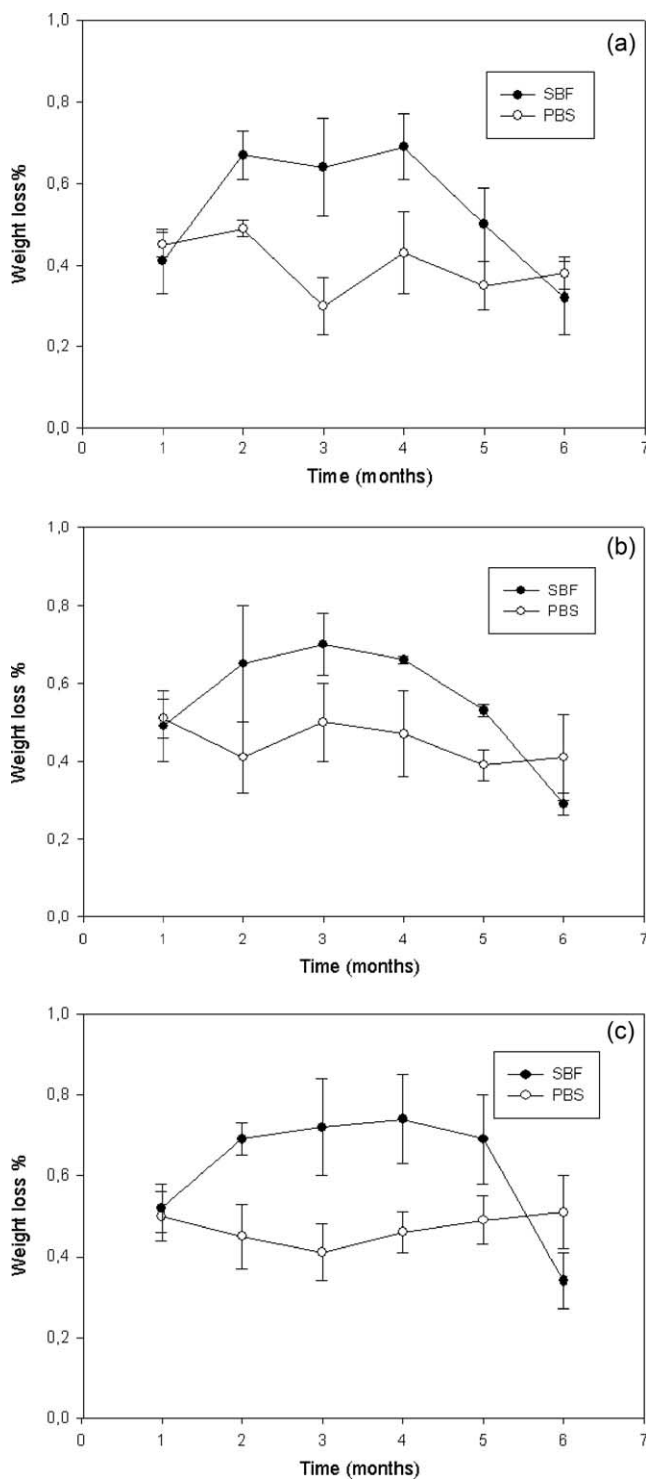 (a)
1,0
SBF
PBS
0,8
0,6
Weight loss%
0,4
0,2
0,0
0 1 2 3 4 5 6 7
Time (months)
(b)
1,0
SBF
PBS
0,8
0,6
Weight loss %
0,4
0,2
0,0
0 1 2 3 4 5 6 7
Time (months)
(c)
1,0
SBF
PBS
0,8
0,6
Weight loss %
0,4
0,2
0,0
0 1 2 3 4 5 6 7
Time (months)